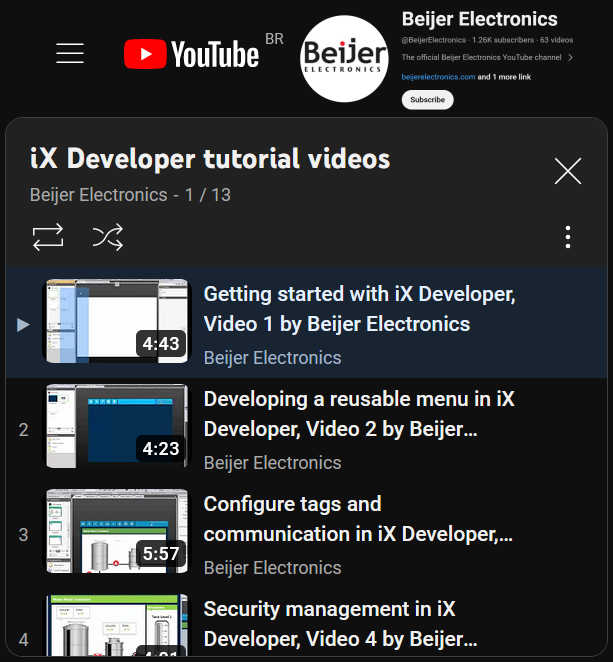 YouTube BR
Beijer
ELECTRONICS
Beijer Electronics
@BeijerElectronics · 1.26K subscribers · 63 videos
The official Beijer Electronics YouTube channel
beijerelectronics.com and 1 more link
Subscribe
iX Developer tutorial videos
Beijer Electronics - 1 / 13
4:43
Getting started with iX Developer,
Video 1 by Beijer Electronics
Beijer Electronics
2
4:23
Developing a reusable menu in iX
Developer, Video 2 by Beijer...
Beijer Electronics
3
5:57
Configure tags and
communication in iX Developer,...
Beijer Electronics
4
Security management in iX
Developer, Video 4 by Beijer...